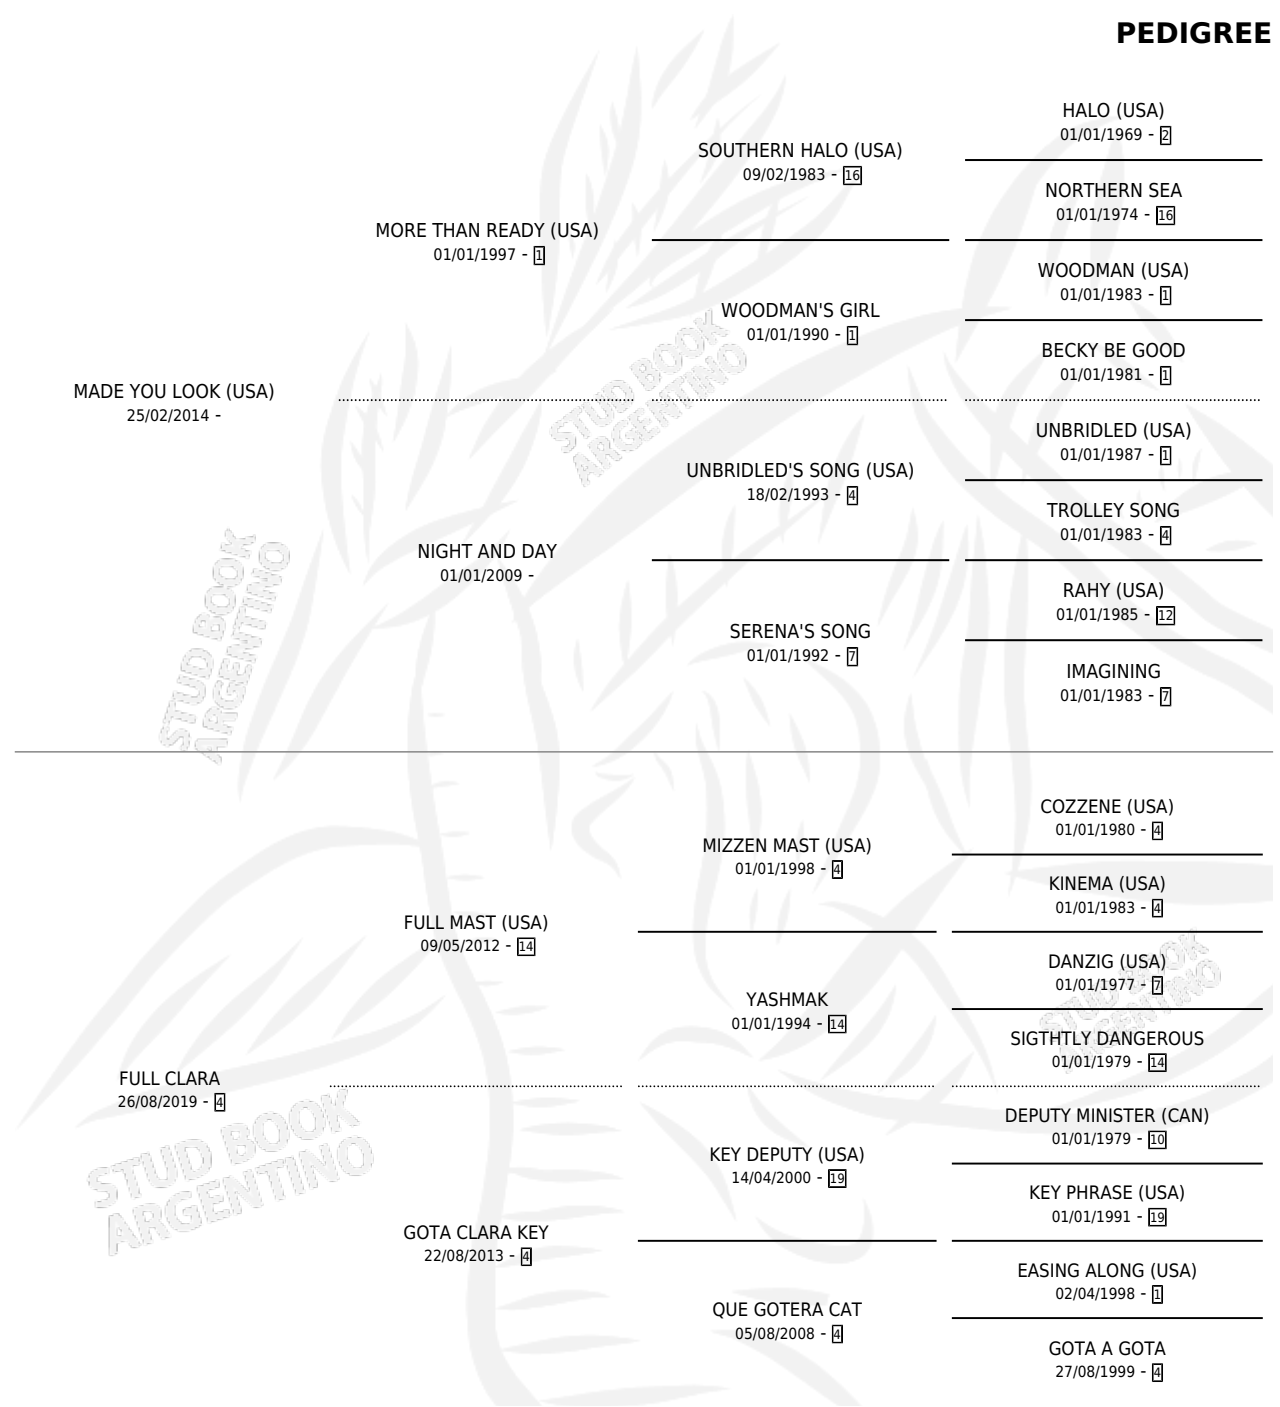 PEDIGREE
HALO (USA)
01/01/1969 - 2
SOUTHERN HALO (USA)
09/02/1983 - 16
NORTHERN SEA
01/01/1974 - 16
MORE THAN READY (USA)
01/01/1997 - 1
WOODMAN (USA)
01/01/1983 - 1
WOODMAN'S GIRL
01/01/1990 - 1
BECKY BE GOOD
01/01/1981 - 1
MADE YOU LOOK (USA)
25/02/2014 -
UNBRIDLED (USA)
01/01/1987 - 1
UNBRIDLED'S SONG (USA)
18/02/1993 - 4
TROLLEY SONG
01/01/1983 - 4
NIGHT AND DAY
01/01/2009 -
RAHY (USA)
01/01/1985 - 12
SERENA'S SONG
01/01/1992 - 7
IMAGINING
01/01/1983 - 7
COZZENE (USA)
01/01/1980 - 4
MIZZEN MAST (USA)
01/01/1998 - 4
KINEMA (USA)
01/01/1983 - 4
FULL MAST (USA)
09/05/2012 - 14
DANZIG (USA)
01/01/1977 - 7
YASHMAK
01/01/1994 - 14
SIGTHTLY DANGEROUS
01/01/1979 - 14
FULL CLARA
26/08/2019 - 4
DEPUTY MINISTER (CAN)
01/01/1979 - 10
KEY DEPUTY (USA)
14/04/2000 - 19
KEY PHRASE (USA)
01/01/1991 - 19
GOTA CLARA KEY
22/08/2013 - 4
EASING ALONG (USA)
02/04/1998 - 1
QUE GOTERA CAT
05/08/2008 - 4
GOTA A GOTA
27/08/1999 - 4
STUD BOOK
ARGENTINO
STUD BOOK
ARGENTINO
STUD BOOK
ARGENTINO
STUD BOOK
ARGENTINO